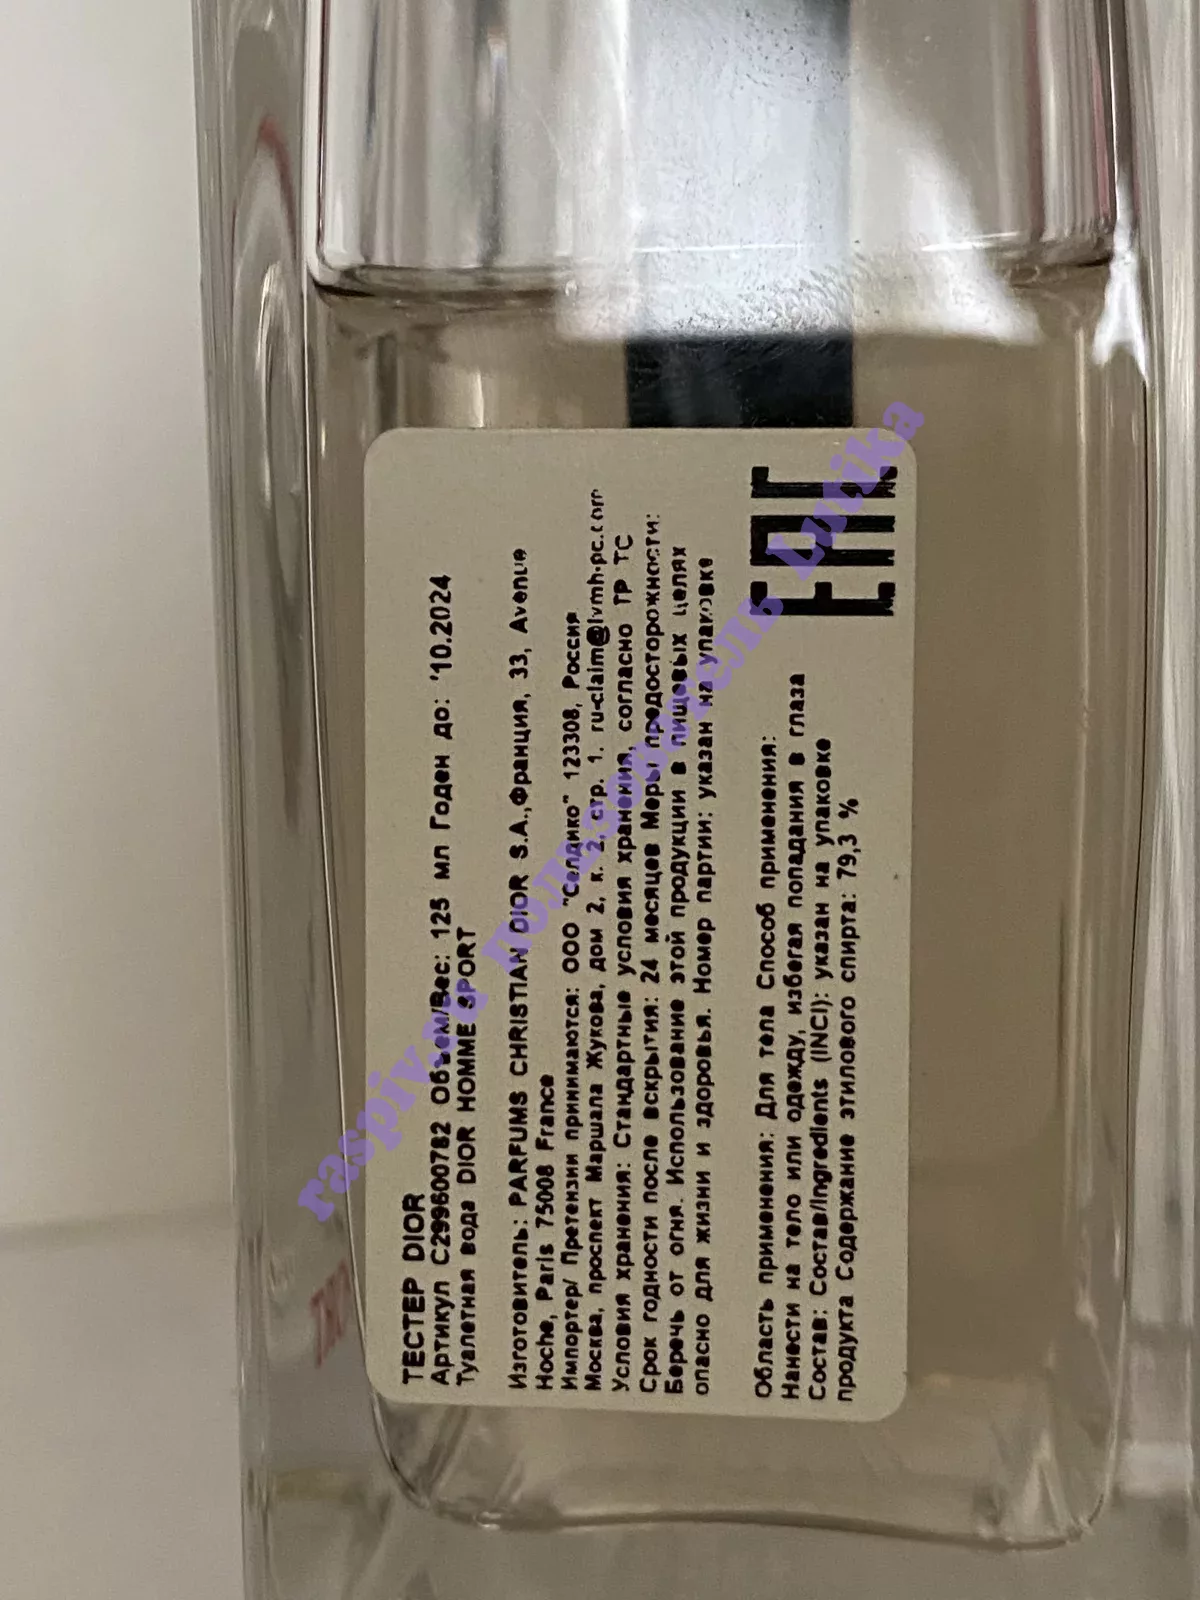 ТЕСТЕР DIOR
Артикул C299600782 Объем/Вес: 125 мл Годен до: '10.2024
Туалетная вода DIOR HOMME SPORT
Изготовитель: PARFUMS CHRISTIAN DIOR S.A.,Франция, 33, Avenue
Hoche, Paris 75008 France
Импортер/ Претензии принимаются: ООО "Селдико" 123308, Россия
Москва, проспект Маршала Жукова, дом 2, к. 2, стр. 1. ru-claim@lvmh-pc.com
Условия хранения: Стандартные условия хранения, согласно ТР ТС
Срок годности после вскрытия: 24 месяцев Меры предосторожности:
Беречь от огня. Использование этой продукции в пищевых целях
опасно для жизни и здоровья. Номер партии: указан на упаковке
Область применения: Для тела Способ применения:
Нанести на тело или одежду, избегая попадания в глаза
Состав: Состав/Ingredients (INCI): указан на упаковке
продукта Содержание этилового спирта: 79,3 %
EAC
raspiv.ru пользователь Lutika